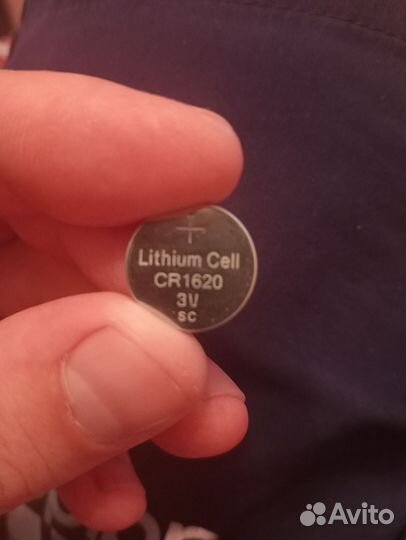 +
Lithium Cell
CR1620
3V
SC
Avito